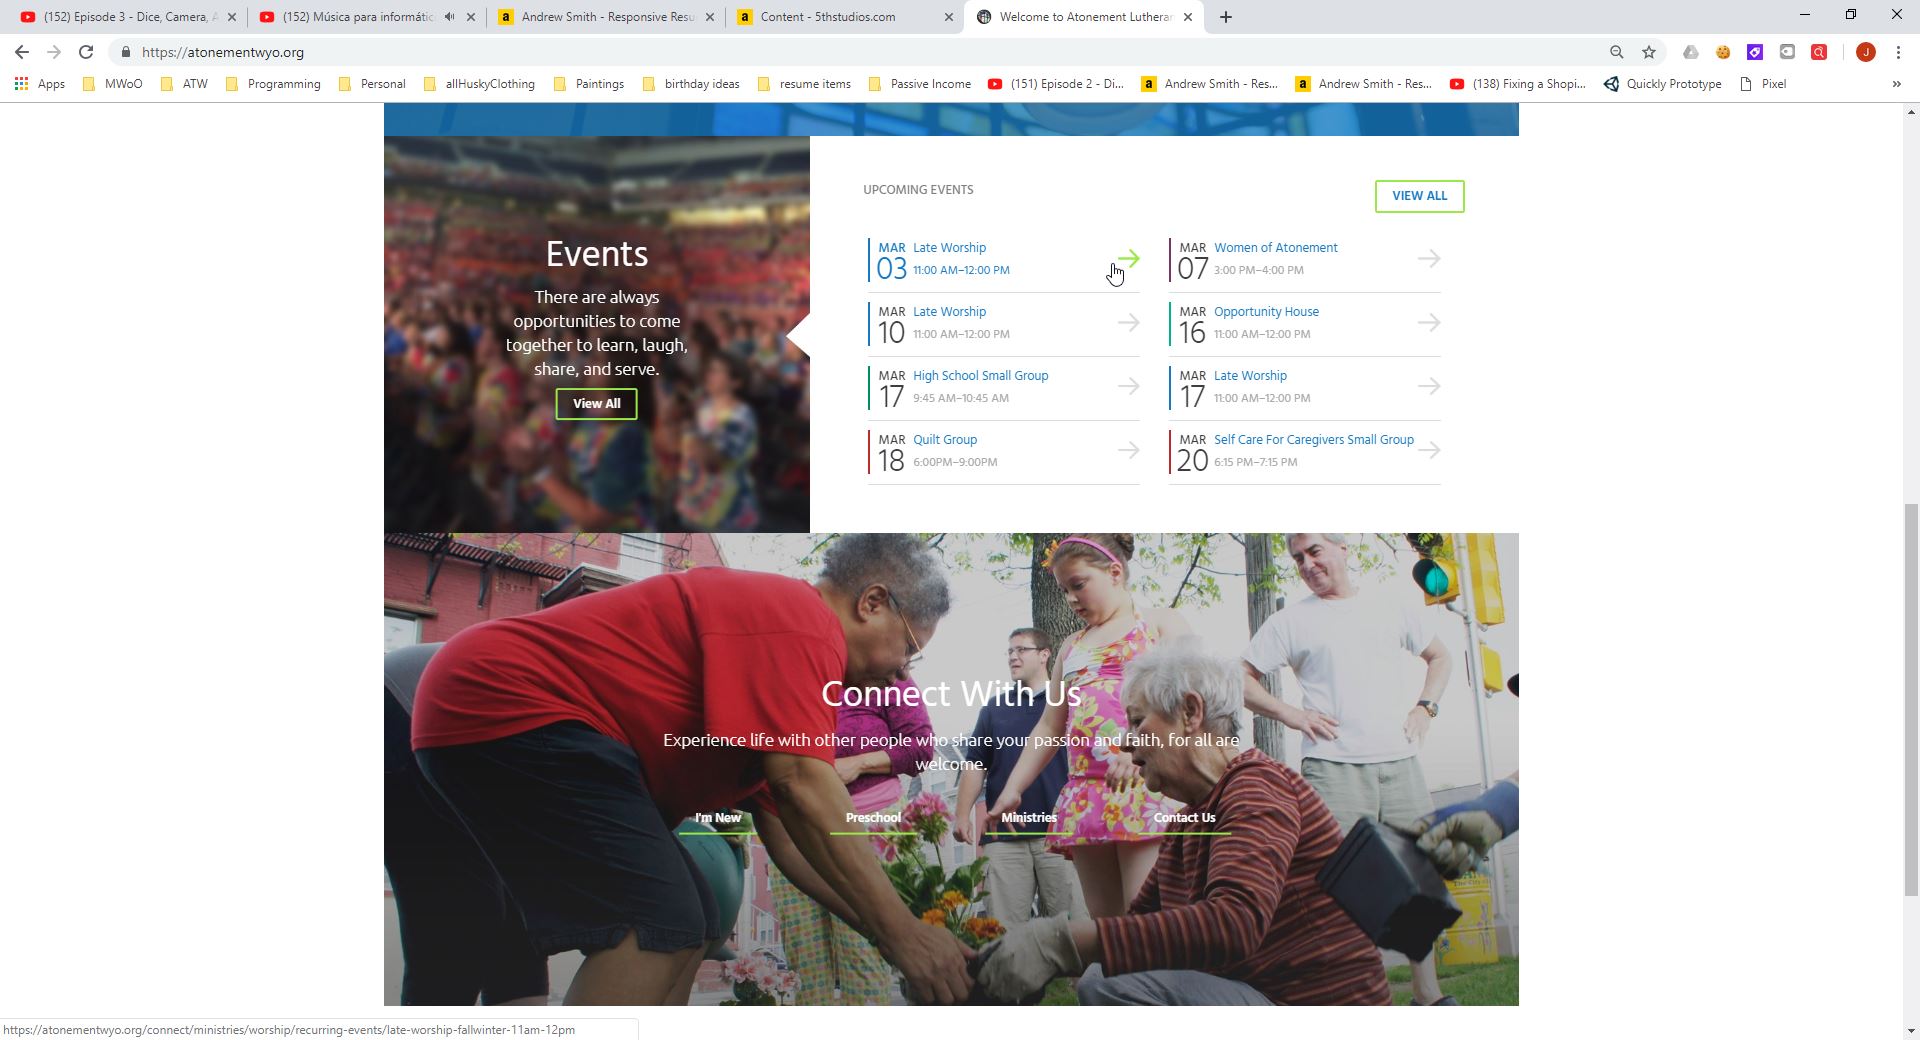 (152) Episode 3 - Dice, Camera, A
(152) Música para informátic
Andrew Smith - Responsive Resu
Content - 5thstudios.com
Welcome to Atonement Lutheran
https://atonementwyo.org
Apps
MWoO
ATW
Programming
Personal
allHuskyClothing
Paintings
birthday ideas
resume items
Passive Income
(151) Episode 2 - Di...
Andrew Smith - Res...
Andrew Smith - Res...
(138) Fixing a Shopi...
Quickly Prototype
Pixel
»
J
Events
There are always
opportunities to come
together to learn, laugh,
share, and serve.
View All
UPCOMING EVENTS
VIEW ALL
MAR Late Worship
03 11:00 AM–12:00 PM
MAR Women of Atonement
07 3:00 PM–4:00 PM
MAR Late Worship
10 11:00 AM–12:00 PM
MAR Opportunity House
16 11:00 AM–12:00 PM
MAR High School Small Group
17 9:45 AM–10:45 AM
MAR Late Worship
17 11:00 AM–12:00 PM
MAR Quilt Group
18 6:00PM–9:00PM
MAR Self Care For Caregivers Small Group
20 6:15 PM–7:15 PM
Connect With Us
Experience life with other people who share your passion and faith, for all are
welcome.
I'm New
Preschool
Ministries
Contact Us
https://atonementwyo.org/connect/ministries/worship/recurring-events/late-worship-fallwinter-11am-12pm